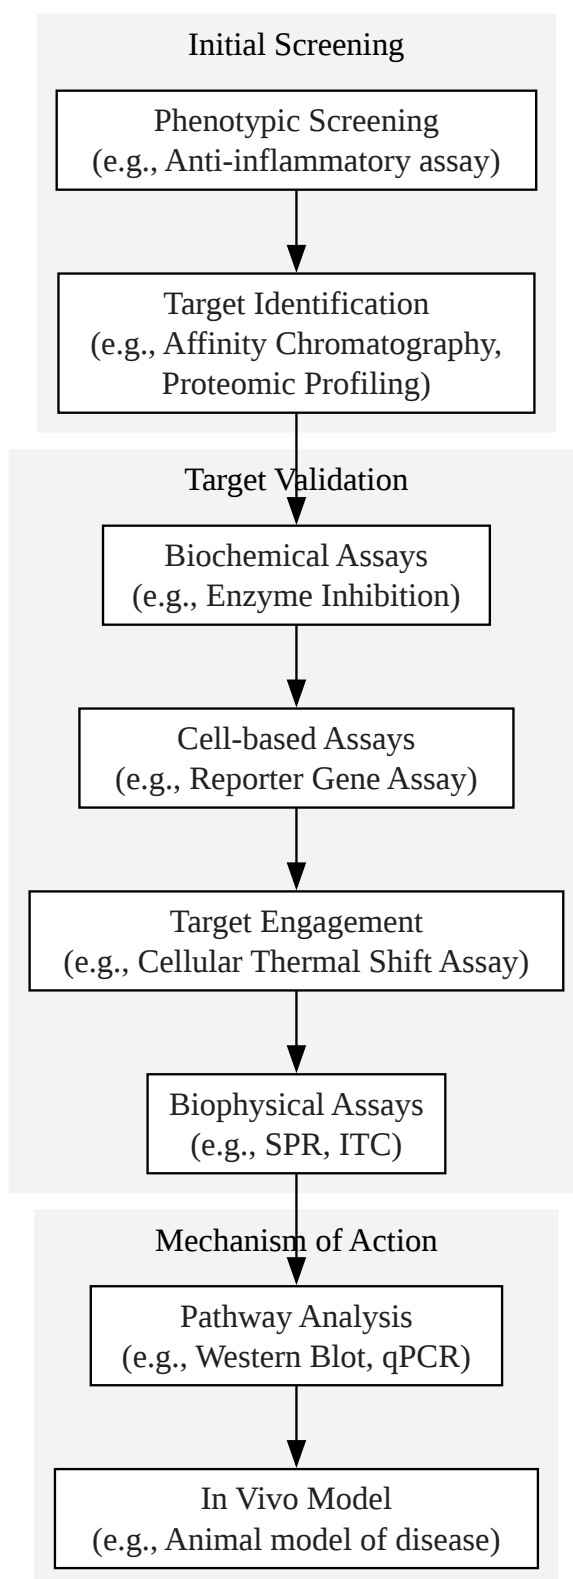 Initial Screening
Phenotypic Screening
(e.g., Anti-inflammatory assay)
Target Identification
(e.g., Affinity Chromatography,
Proteomic Profiling)
Target Validation
Biochemical Assays
(e.g., Enzyme Inhibition)
Cell-based Assays
(e.g., Reporter Gene Assay)
Target Engagement
(e.g., Cellular Thermal Shift Assay)
Biophysical Assays
(e.g., SPR, ITC)
Mechanism of Action
Pathway Analysis
(e.g., Western Blot, qPCR)
In Vivo Model
(e.g., Animal model of disease)